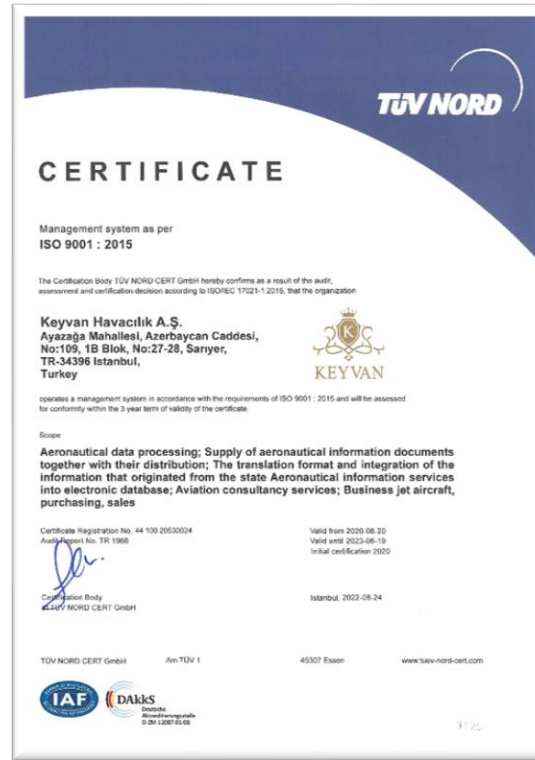 TÜV NORD
CERTIFICATE
Management system as per
ISO 9001 : 2015
The Certification Body TÜV NORD CERT GmbH hereby confirms as a result of the audit,
assessment and certification decision according to ISO/IEC 17021-1:2015, that the organization
Keyvan Havacılık A.Ş.
Ayazağa Mahallesi, Azerbaycan Caddesi,
No:109, 1B Blok, No:27-28, Sarıyer,
TR-34396 Istanbul,
Turkey
K
KEYVAN
operates a management system in accordance with the requirements of ISO 9001 : 2015 and will be assessed
for conformity within the 3 year term of validity of the certificate.
Scope
Aeronautical data processing; Supply of aeronautical information documents
together with their distribution; The translation format and integration of the
information that originated from the state Aeronautical information services
into electronic database; Aviation consultancy services; Business jet aircraft,
purchasing, sales
Certificate Registration No. 44 100 20530024
Audit Report No. TR 1968
Valid from 2020-08-20
Valid until 2023-08-19
Initial certification 2020
Certification Body
at TÜV NORD CERT GmbH
Istanbul, 2022-08-24
TÜV NORD CERT GmbH Am TÜV 1 45307 Essen www.tuev-nord-cert.com
IAF
DAkkS
Deutsche
Akkreditierungsstelle
D-ZM-12007-01-00